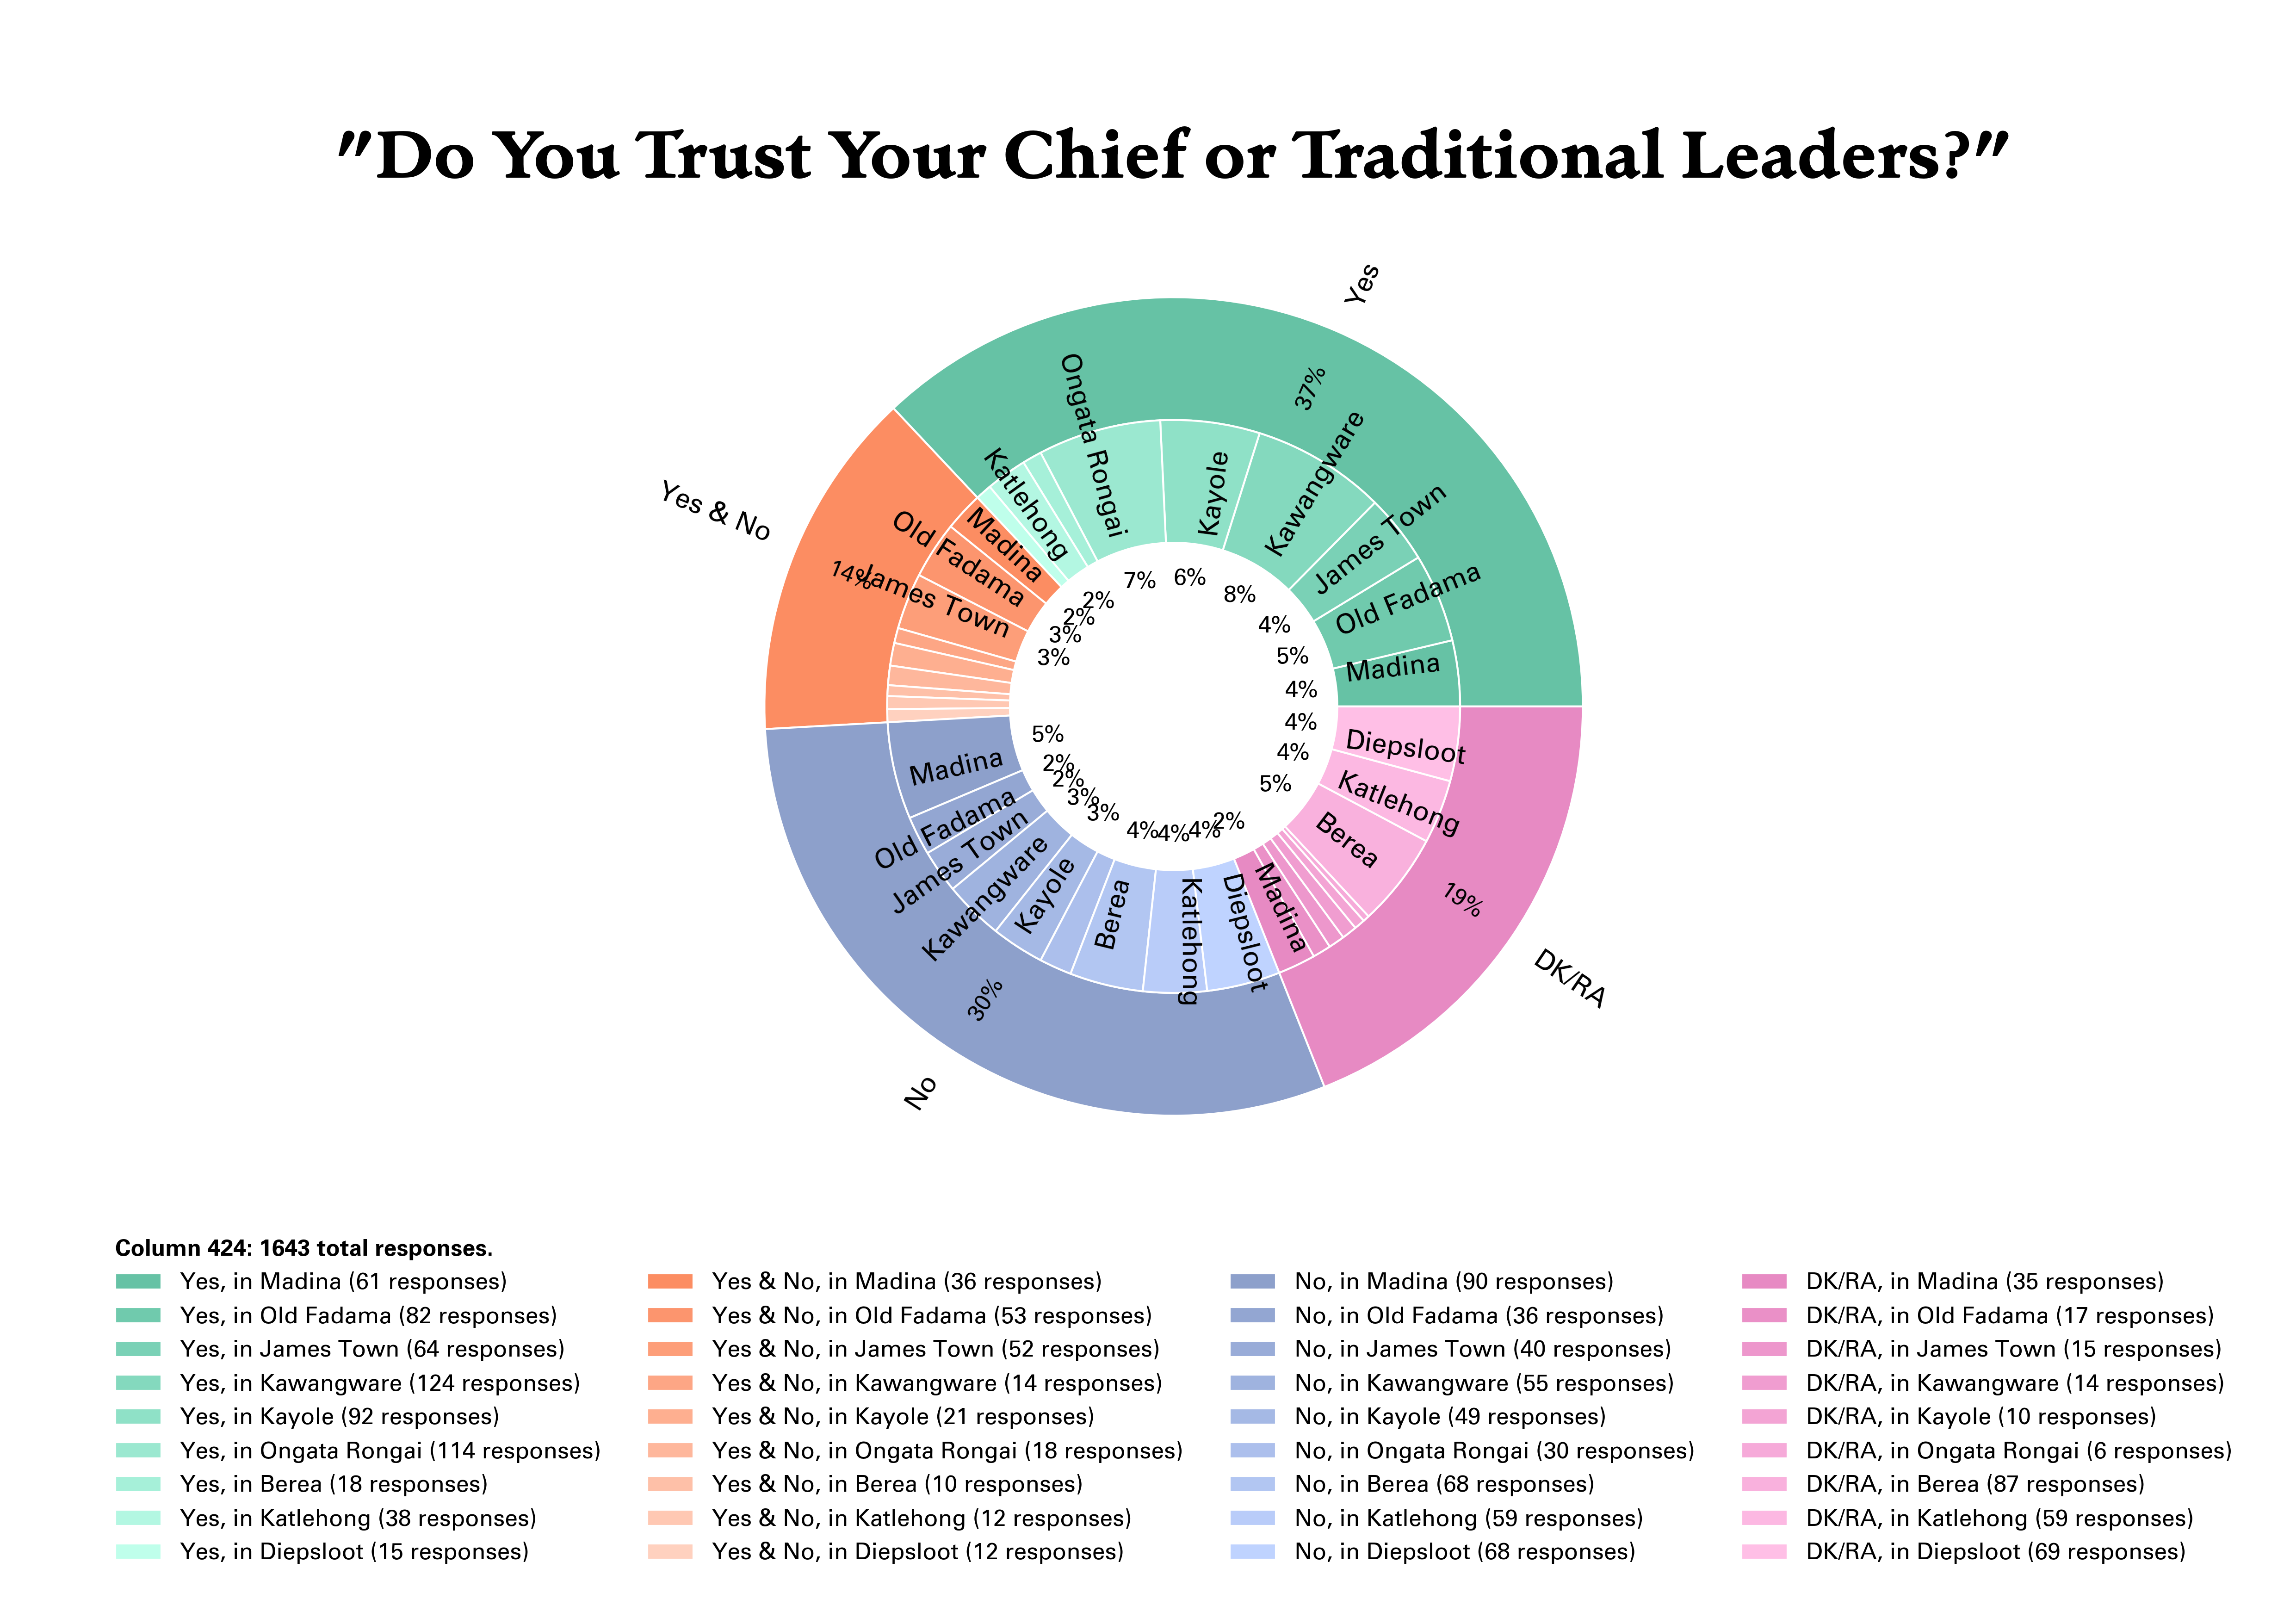 "Do You Trust Your Chief or Traditional Leaders?"
Yes
37%
Ongata Rongai
Kayole
Kawangware
James Town
Old Fadama
Madina
Katlehong
Yes & No
14%
Madina
Old Fadama
James Town
7%
6%
8%
4%
5%
4%
2%
2%
3%
3%
No
30%
Madina
Old Fadama
James Town
Kawangware
Kayole
Berea
Katlehong
Diepsloot
5%
2%
2%
3%
3%
4%
4%
4%
DK/RA
19%
Madina
Berea
Katlehong
Diepsloot
2%
5%
4%
4%
Column 424: 1643 total responses.
Yes, in Madina (61 responses)
Yes, in Old Fadama (82 responses)
Yes, in James Town (64 responses)
Yes, in Kawangware (124 responses)
Yes, in Kayole (92 responses)
Yes, in Ongata Rongai (114 responses)
Yes, in Berea (18 responses)
Yes, in Katlehong (38 responses)
Yes, in Diepsloot (15 responses)
Yes & No, in Madina (36 responses)
Yes & No, in Old Fadama (53 responses)
Yes & No, in James Town (52 responses)
Yes & No, in Kawangware (14 responses)
Yes & No, in Kayole (21 responses)
Yes & No, in Ongata Rongai (18 responses)
Yes & No, in Berea (10 responses)
Yes & No, in Katlehong (12 responses)
Yes & No, in Diepsloot (12 responses)
No, in Madina (90 responses)
No, in Old Fadama (36 responses)
No, in James Town (40 responses)
No, in Kawangware (55 responses)
No, in Kayole (49 responses)
No, in Ongata Rongai (30 responses)
No, in Berea (68 responses)
No, in Katlehong (59 responses)
No, in Diepsloot (68 responses)
DK/RA, in Madina (35 responses)
DK/RA, in Old Fadama (17 responses)
DK/RA, in James Town (15 responses)
DK/RA, in Kawangware (14 responses)
DK/RA, in Kayole (10 responses)
DK/RA, in Ongata Rongai (6 responses)
DK/RA, in Berea (87 responses)
DK/RA, in Katlehong (59 responses)
DK/RA, in Diepsloot (69 responses)